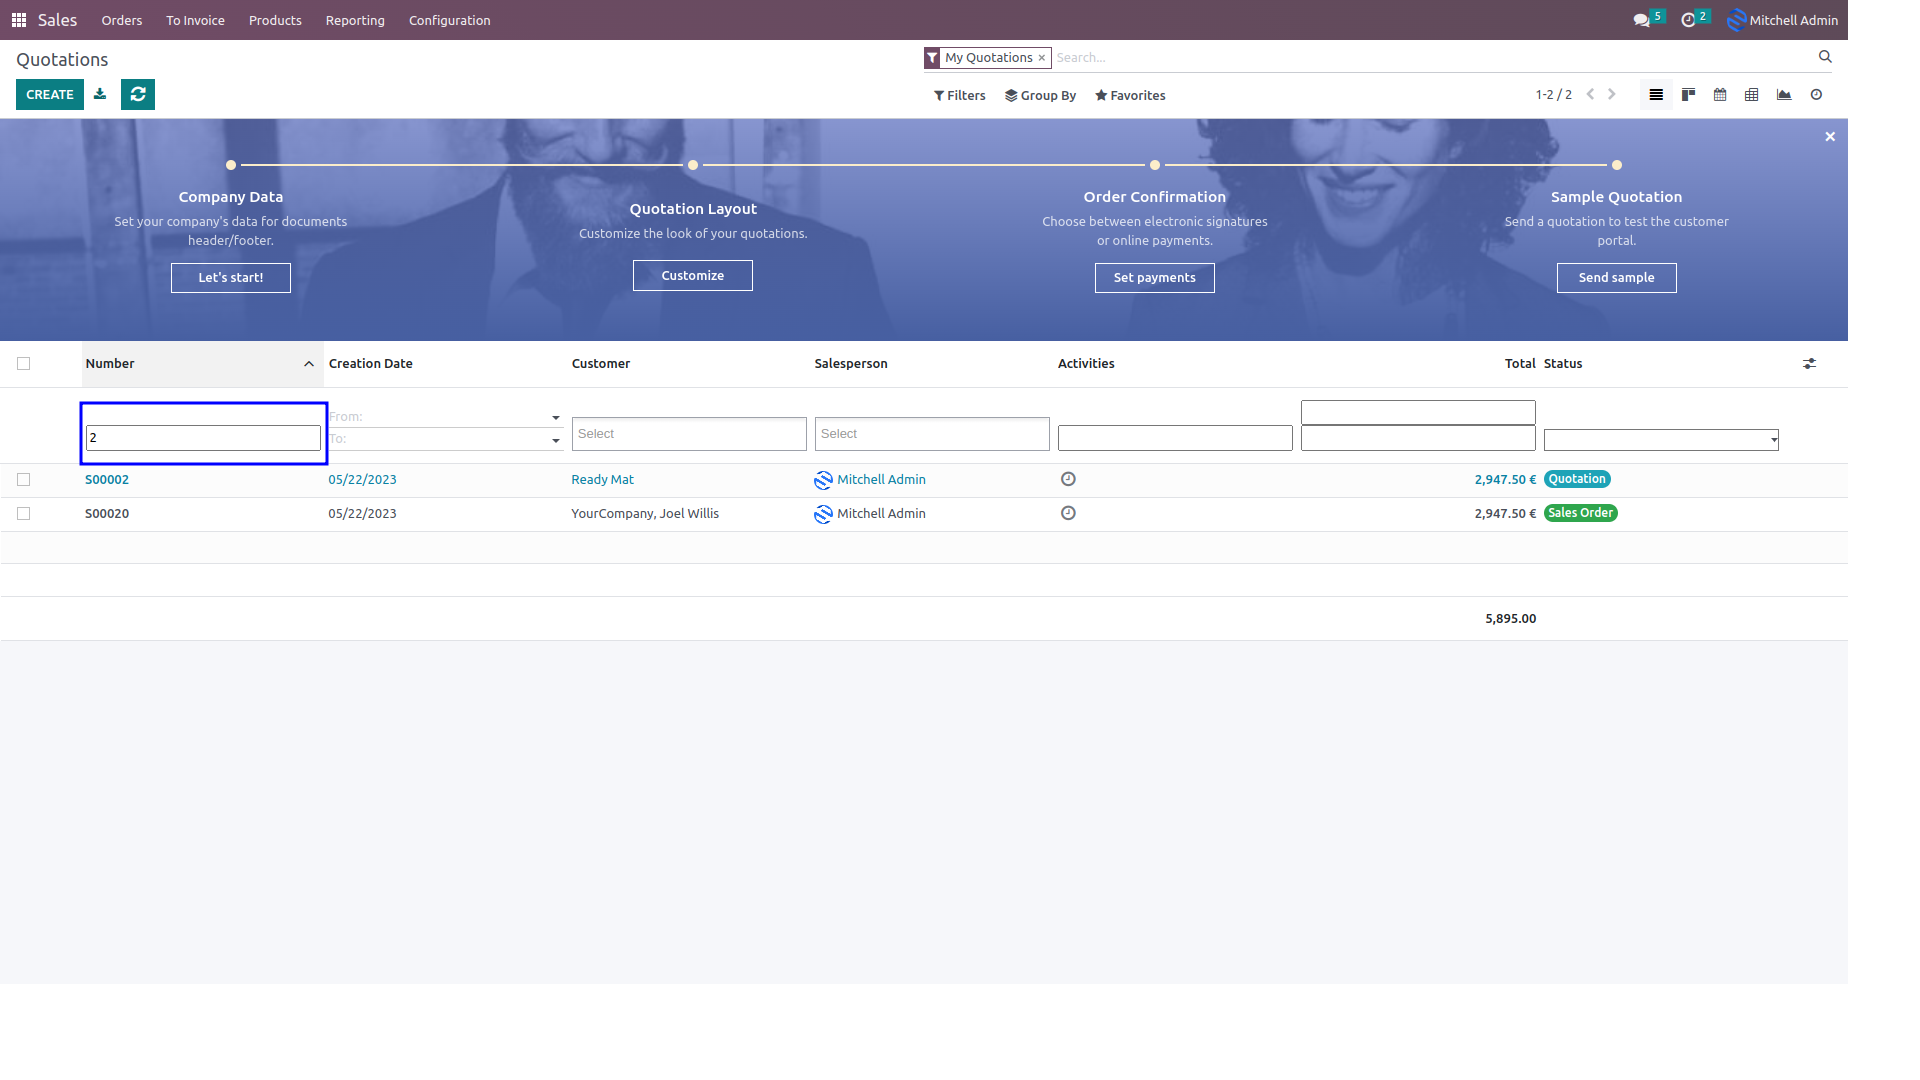 Sales Orders To Invoice Products Reporting Configuration 5 2 Mitchell Admin
Quotations
My Quotations × Search...
CREATE
Filters Group By Favorites 1-2 / 2
×
Company Data
Set your company's data for documents
header/footer.
Let's start!
Quotation Layout
Customize the look of your quotations.
Customize
Order Confirmation
Choose between electronic signatures
or online payments.
Set payments
Sample Quotation
Send a quotation to test the customer
portal.
Send sample
Number Creation Date Customer Salesperson Activities Total Status
From:
2 To: Select Select
S00002 05/22/2023 Ready Mat Mitchell Admin 2,947.50 € Quotation
S00020 05/22/2023 YourCompany, Joel Willis Mitchell Admin 2,947.50 € Sales Order
5,895.00